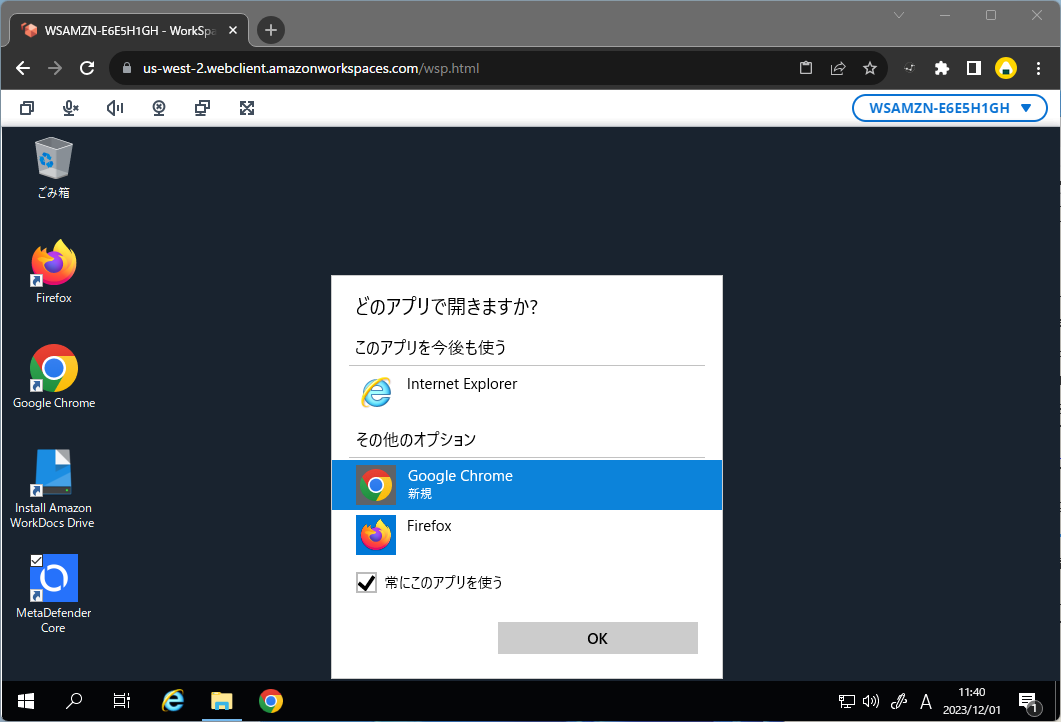 WSAMZN-E6E5H1GH - WorkSpa
us-west-2.webclient.amazonworkspaces.com/wsp.html
WSAMZN-E6E5H1GH
ごみ箱
Firefox
Google Chrome
Install Amazon
WorkDocs Drive
MetaDefender
Core
どのアプリで開きますか?
このアプリを今後も使う
Internet Explorer
その他のオプション
Google Chrome
新規
Firefox
常にこのアプリを使う
OK
A
11:40
2023/12/01
1